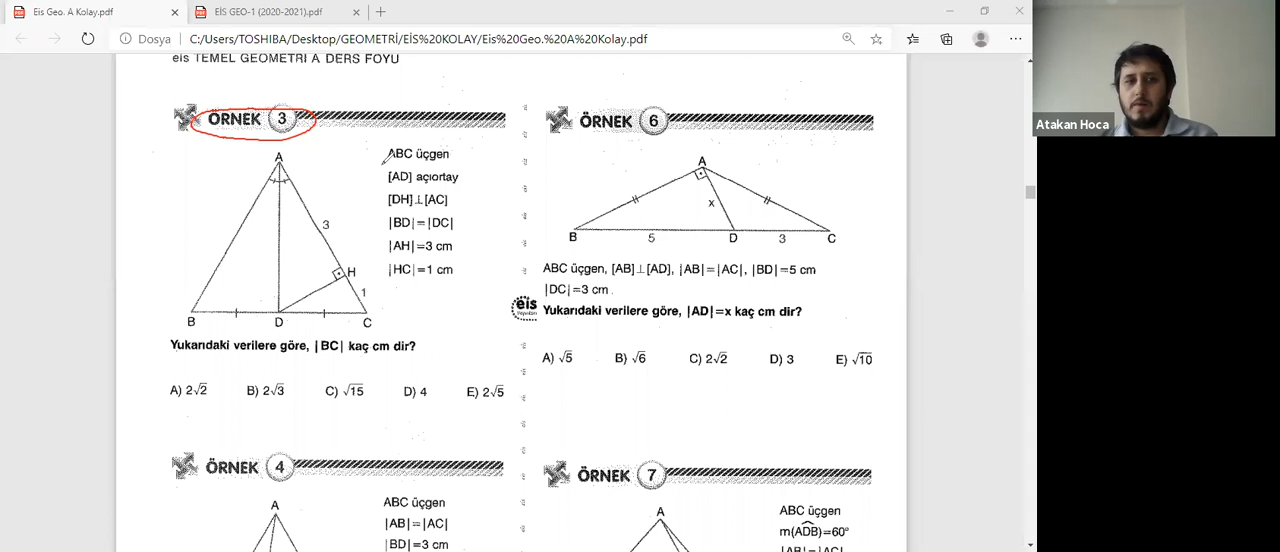 Eis Geo. A Kolay.pdf
EİS GEO-1 (2020-2021).pdf
Dosya
C:/Users/TOSHIBA/Desktop/GEOMETRİ/EİS%20KOLAY/Eis%20Geo.%20A%20Kolay.pdf
Atakan Hoca
eis TEMEL GEOMETRİ A DERS FÖYÜ
ÖRNEK 3
A
3
H
1
B
D
C
ABC üçgen
[AD] açıortay
[DH]⊥[AC]
|BD|=|DC|
|AH|=3 cm
|HC|=1 cm
Yukarıdaki verilere göre, |BC| kaç cm dir?
A) 2√2 B) 2√3 C) √15 D) 4 E) 2√5
ÖRNEK 4
A
ABC üçgen
|AB|=|AC|
|BD|=3 cm
ÖRNEK 6
A
x
B
5
D
3
C
ABC üçgen, [AB]⊥[AD], |AB|=|AC|, |BD|=5 cm
|DC|=3 cm
eis
Yukarıdaki verilere göre, |AD|=x kaç cm dir?
A) √5 B) √6 C) 2√2 D) 3 E) √10
ÖRNEK 7
A
ABC üçgen
m(ADB)=60°
|AB|=|AC|